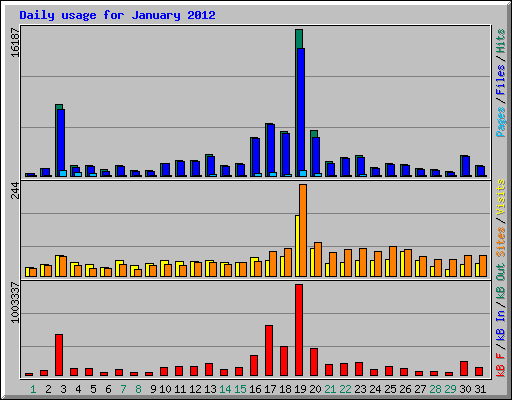 Daily usage for January 2012
16187
Pages / Files / Hits
244
Sites / Visits
1003337
kB F / kB In / kB Out
1 2 3 4 5 6 7 8 9 10 11 12 13 14 15 16 17 18 19 20 21 22 23 24 25 26 27 28 29 30 31